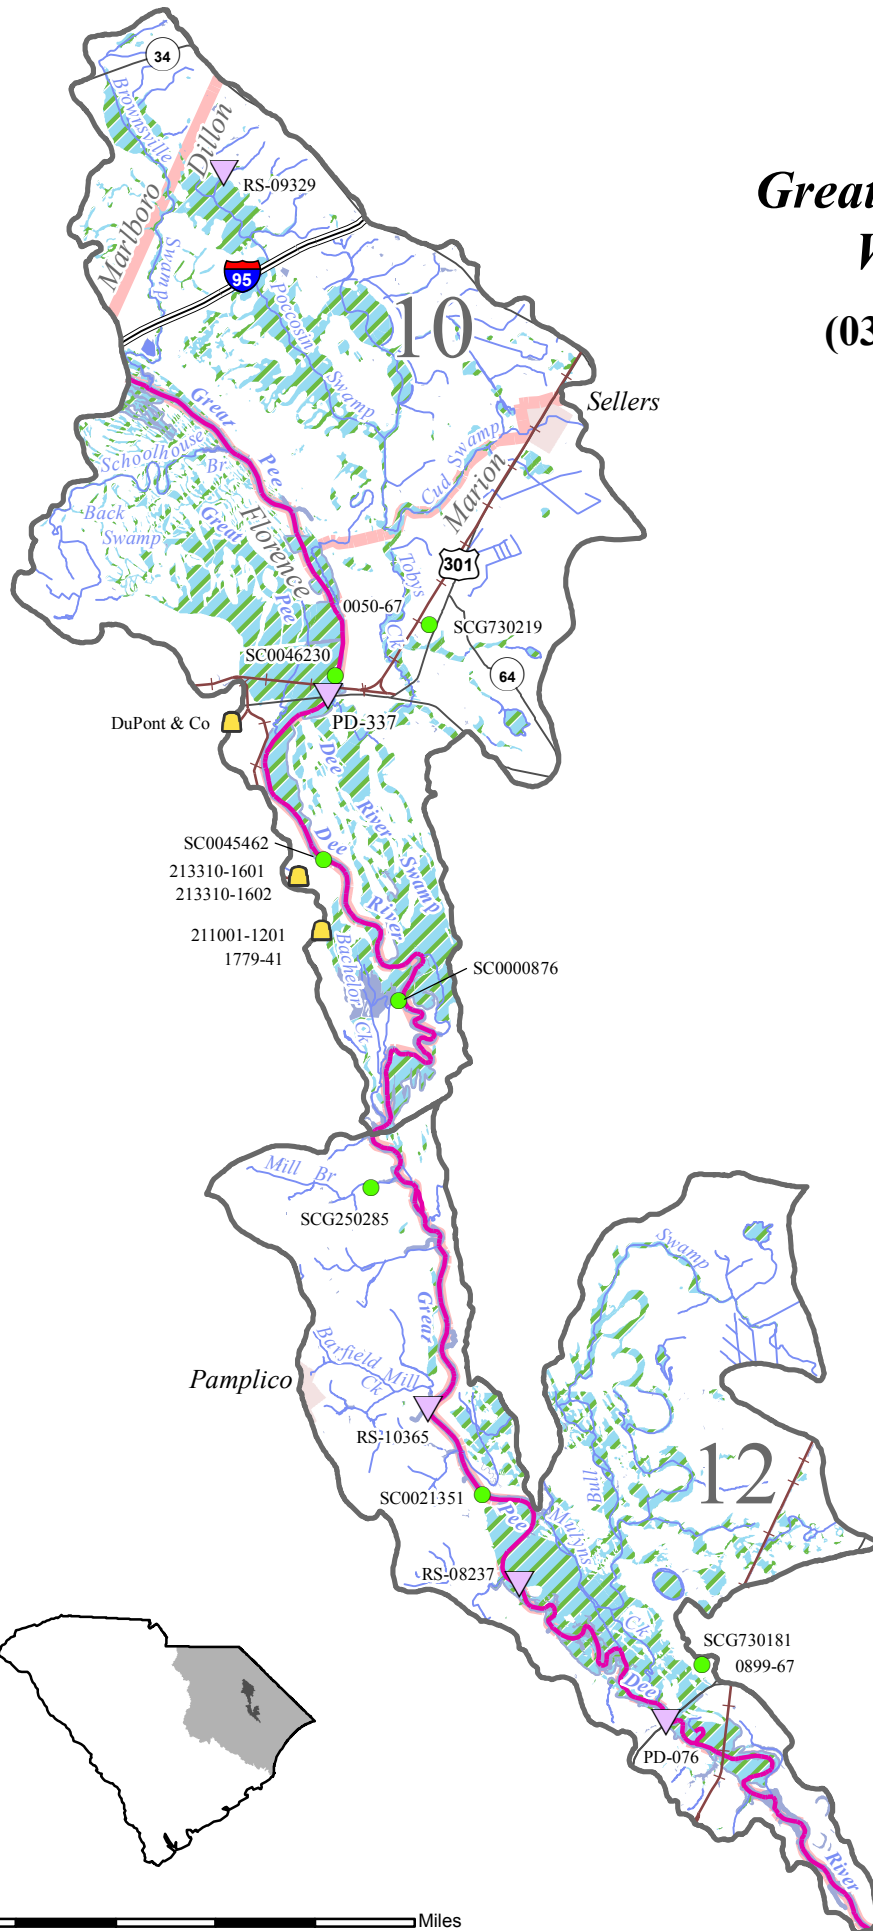 34
Brownsville
Dillon
RS-09329
Great
Marlboro
Swamp
95
Poccosin
Swamp
10
(03
Sellers
Great
Pee
Schoolhouse
Br
Cud Swamp
Marion
Back
Swamp
Great
Pee
Florence
Tobys
Ck
301
0050-67
SCG730219
SC0046230
64
DuPont & Co
PD-337
Dee
River
Swamp
SC0045462
Dee
River
213310-1601
213310-1602
211001-1201
1779-41
Bachelor
Ck
SC0000876
Mill Br
SCG250285
Swamp
Great
Barfield Mill
Ck
Pamplico
RS-10365
12
Bull
SC0021351
Pee
Mulyns
Ck
RS-08237
SCG730181
0899-67
Dee
PD-076
River
Miles